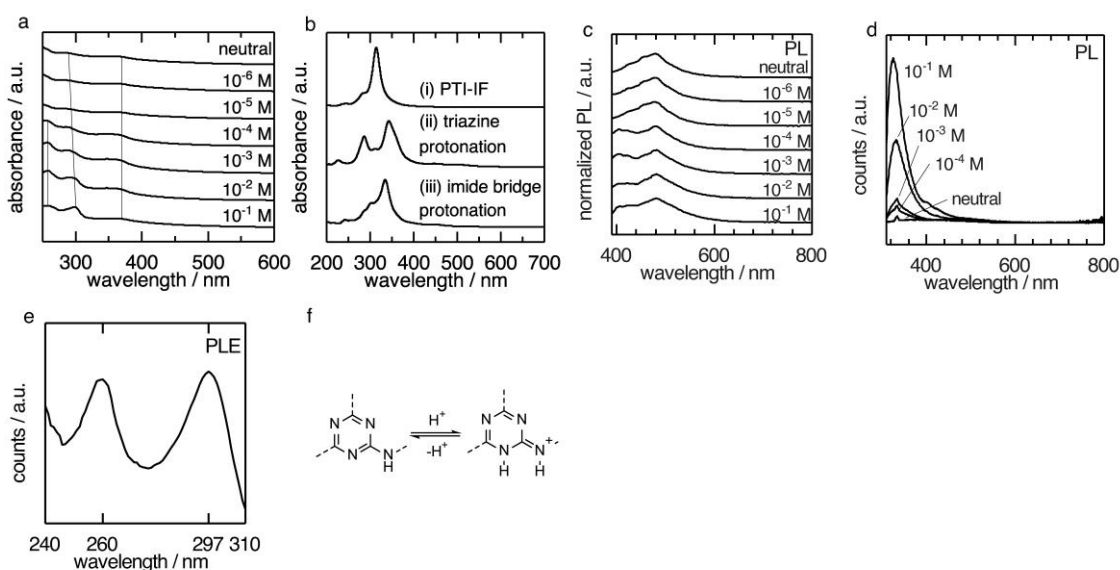 a
absorbance / a.u.
neutral
10-6 M
10-5 M
10-4 M
10-3 M
10-2 M
10-1 M
300 400 500 600
wavelength / nm
b
absorbance / a.u.
(i) PTI-IF
(ii) triazine
protonation
(iii) imide bridge
protonation
200 300 400 500 600 700
wavelength / nm
c
normalized PL / a.u.
PL
neutral
10-6 M
10-5 M
10-4 M
10-3 M
10-2 M
10-1 M
400 600 800
wavelength / nm
d
counts / a.u.
PL
10-1 M
10-2 M
10-3 M
10-4 M
neutral
400 600 800
wavelength / nm
e
counts / a.u.
PLE
240 260 297 310
wavelength / nm
f
N N
N N
H
H+
-H+
N N
N N+
H H